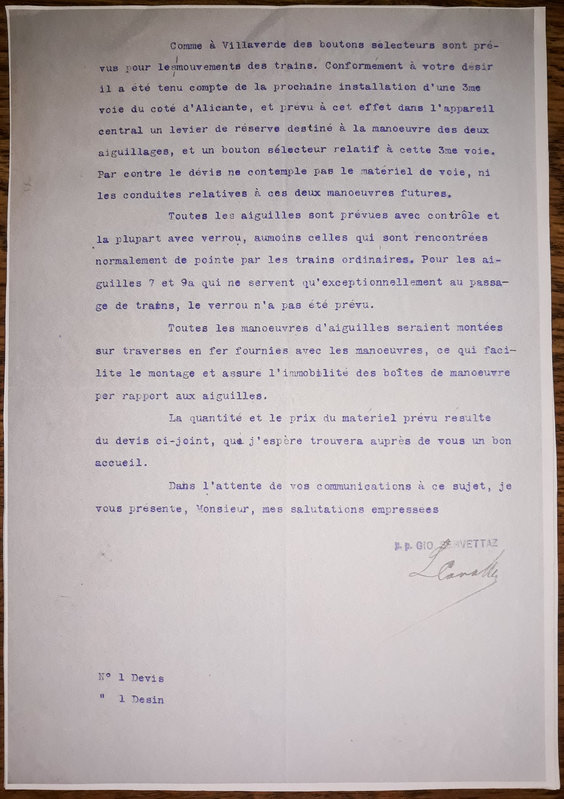 Comme à Villaverde des boutons sélecteurs sont pré-
vus pour les mouvements des trains. Conformement à votre désir
il a été tenu compte de la prochaine installation d'une 3me
voie du coté d'Alicante, et prévu à cet effet dans l'appareil
central un levier de réserve destiné à la manoeuvre des deux
aiguillages, et un bouton sélecteur relatif à cette 3me voie.
Par contre le dévis ne contemple pas le matériel de voie, ni
les conduites relatives à ces deux manoeuvres futures.
Toutes les aiguilles sont prévues avec contrôle et
la plupart avec verrou, aumoins celles qui sont rencontrées
normalement de pointe par les trains ordinaires. Pour les ai-
guilles 7 et 9a qui ne servent qu'exceptionnellement au passa-
ge de trains, le verrou n'a pas été prévu.
Toutes les manoeuvres d'aiguilles seraient montées
sur traverses en fer fournies avec les manoeuvres, ce qui faci-
lite le montage et assure l'immobilité des boîtes de manoeuvre
per rapport aux aiguilles.
La quantité et le prix du matériel prévu resulte
du devis ci-joint, que j'espère trouvera auprès de vous un bon
accueil.
Dans l'attente de vos communications à ce sujet, je
vous présente, Monsieur, mes salutations empressées
p. p. GIO. SERVETTAZ
N° 1 Devis
" 1 Desin